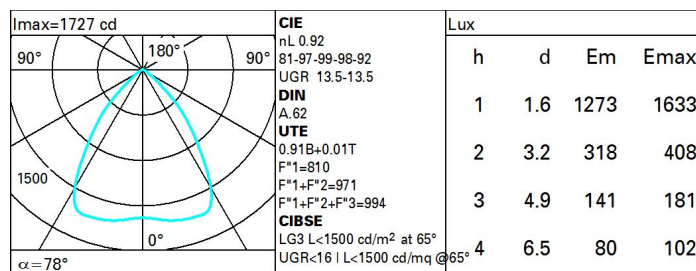 Imax=1727 cd
90°
180°
90°
1500
0°
α=78°
CIE
nL 0.92
81-97-99-98-92
UGR 13.5-13.5
DIN
A.62
UTE
0.91B+0.01T
F"1=810
F"1+F"2=971
F"1+F"2+F"3=994
CIBSE
LG3 L<1500 cd/m² at 65°
UGR<16 | L<1500 cd/mq @65°
Lux
h d Em Emax
1 1.6 1273 1633
2 3.2 318 408
3 4.9 141 181
4 6.5 80 102